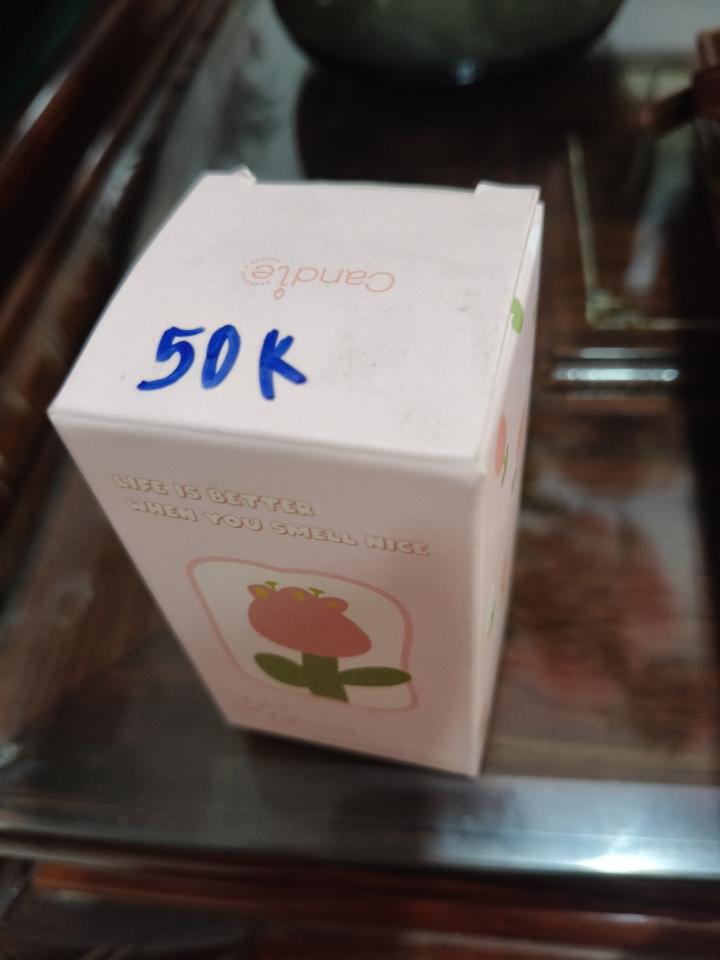 Candle
50K
LIFE IS BETTER
WHEN YOU SMELL NICE